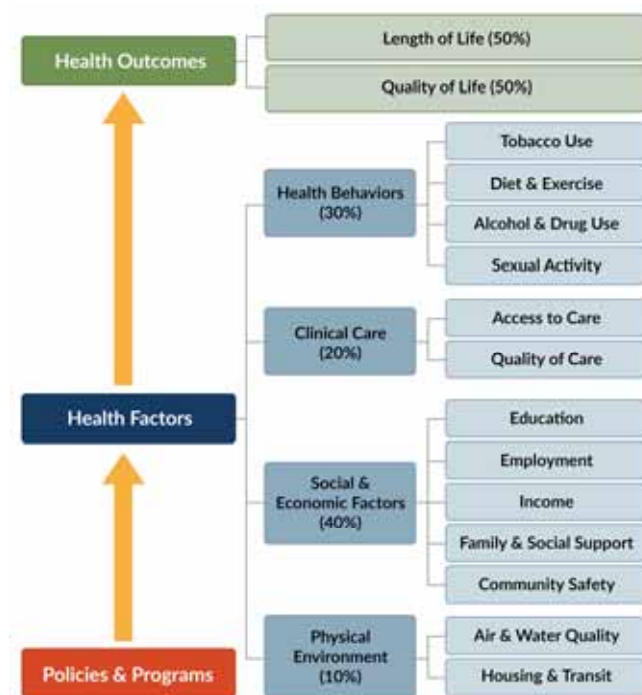 Health Outcomes
Length of Life (50%)
Quality of Life (50%)
Health Behaviors
(30%)
Tobacco Use
Diet & Exercise
Alcohol & Drug Use
Sexual Activity
Clinical Care
(20%)
Access to Care
Quality of Care
Health Factors
Social &
Economic Factors
(40%)
Education
Employment
Income
Family & Social Support
Community Safety
Physical
Environment
(10%)
Air & Water Quality
Housing & Transit
Policies & Programs